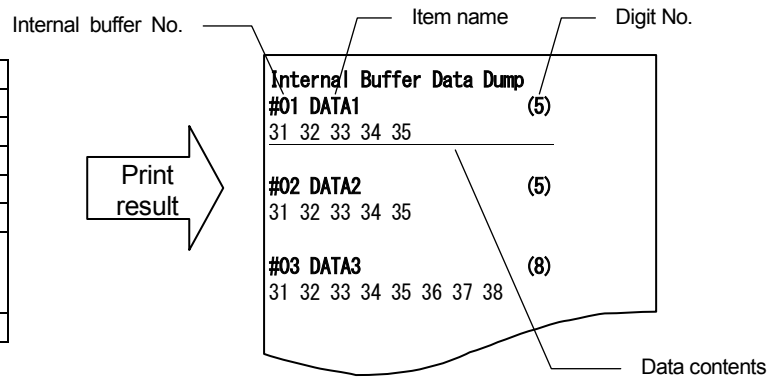 Internal buffer No.
Item name
Digit No.
Internal Buffer Data Dump
#01 DATA1 (5)
31 32 33 34 35
#02 DATA2 (5)
31 32 33 34 35
#03 DATA3 (8)
31 32 33 34 35 36 37 38
Print
result
Data contents